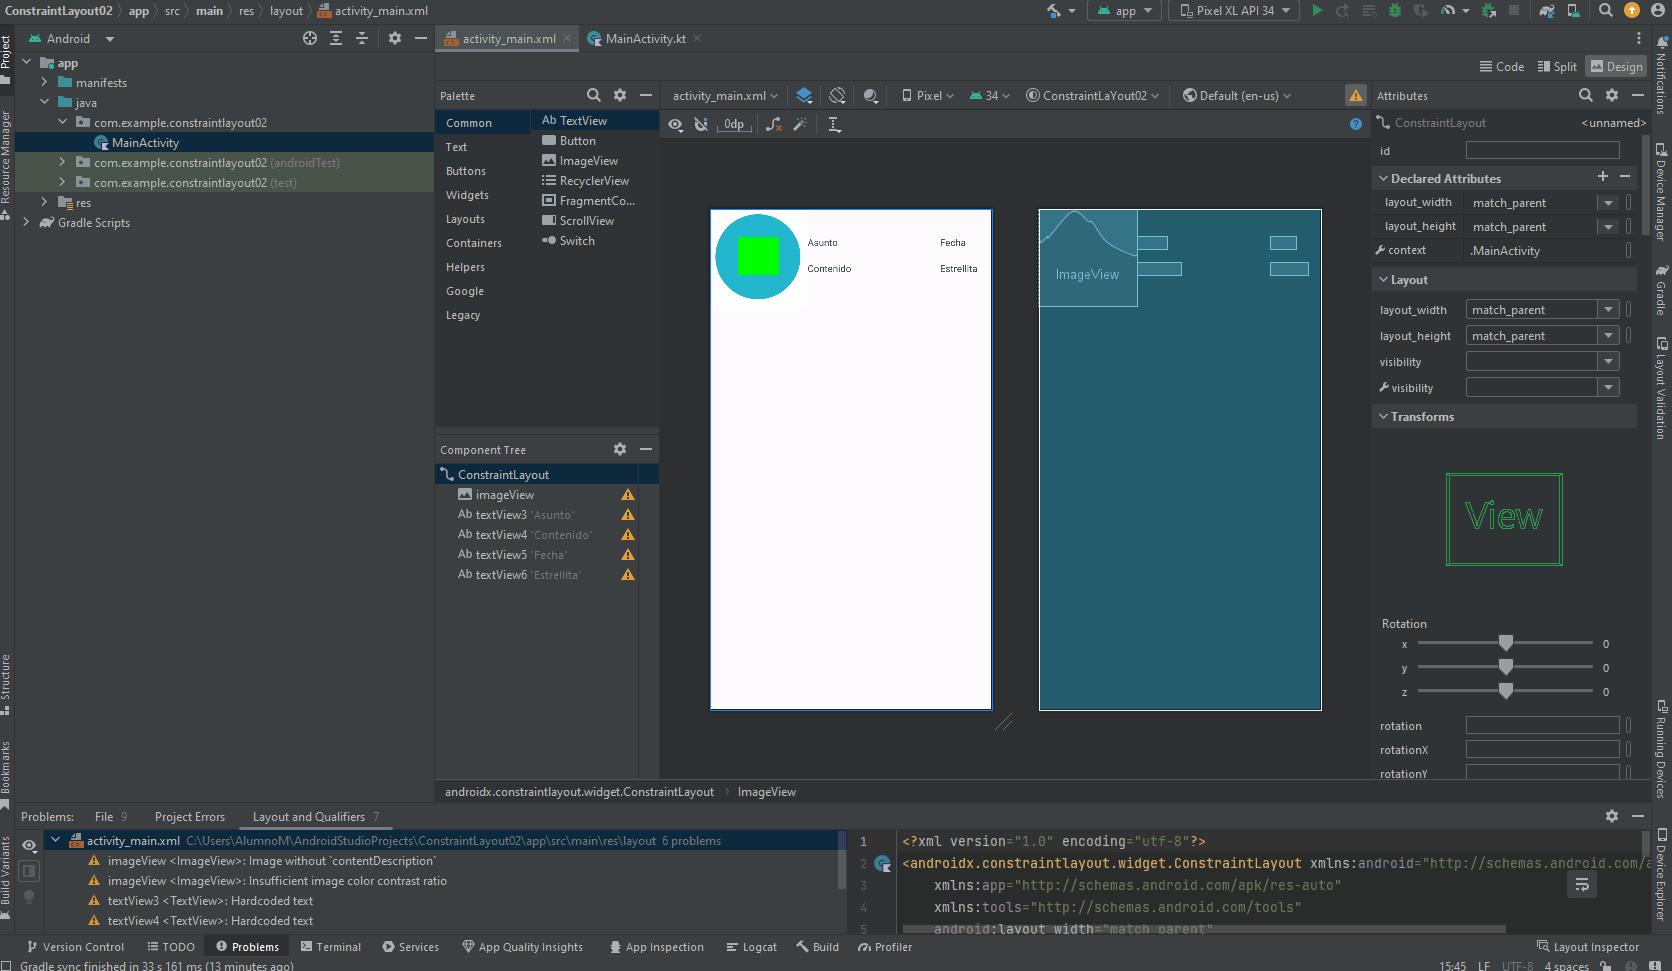 ConstraintLayout02 app src main res layout activity_main.xml
app Pixel XL API 34
Project
Android
activity_main.xml MainActivity.kt
app
manifests
java
com.example.constraintlayout02
MainActivity
com.example.constraintlayout02 (androidTest)
com.example.constraintlayout02 (test)
res
Gradle Scripts
Resource Manager
Structure
Bookmarks
Build Variants
Code Split Design
Palette
Common
Text
Buttons
Widgets
Layouts
Containers
Helpers
Google
Legacy
Ab TextView
Button
ImageView
RecyclerView
FragmentCo...
ScrollView
Switch
activity_main.xml Pixel 34 ConstraintLaYout02 Default (en-us)
0dp
?
Asunto Fecha
Contenido Estrellita
ImageView
Component Tree
ConstraintLayout
imageView
Ab textView3 "Asunto"
Ab textView4 "Contenido"
Ab textView5 "Fecha"
Ab textView6 "Estrellita"
Attributes
ConstraintLayout <unnamed>
id
Declared Attributes
layout_width match_parent
layout_height match_parent
context .MainActivity
Layout
layout_width match_parent
layout_height match_parent
visibility
visibility
Transforms
View
Rotation
x 0
y 0
z 0
rotation
rotationX
rotationY
Notifications
Device Manager
Gradle
Layout Validation
Running Devices
Device Explorer
androidx.constraintlayout.widget.ConstraintLayout ImageView
Problems: File 9 Project Errors Layout and Qualifiers 7
activity_main.xml C:\Users\AlumnoM\AndroidStudioProjects\ConstraintLayout02\app\src\main\res\layout 6 problems
imageView <ImageView>: Image without `contentDescription`
imageView <ImageView>: Insufficient image color contrast ratio
textView3 <TextView>: Hardcoded text
textView4 <TextView>: Hardcoded text
1 <?xml version="1.0" encoding="utf-8"?>
2 <androidx.constraintlayout.widget.ConstraintLayout xmlns:android="http://schemas.android.com/a
3 xmlns:app="http://schemas.android.com/apk/res-auto"
4 xmlns:tools="http://schemas.android.com/tools"
5 android:layout_width="match_parent"
Version Control TODO Problems Terminal Services App Quality Insights App Inspection Logcat Build Profiler Layout Inspector
Gradle sync finished in 33 s 161 ms (13 minutes ago) 15:45 LF UTF-8 4 spaces